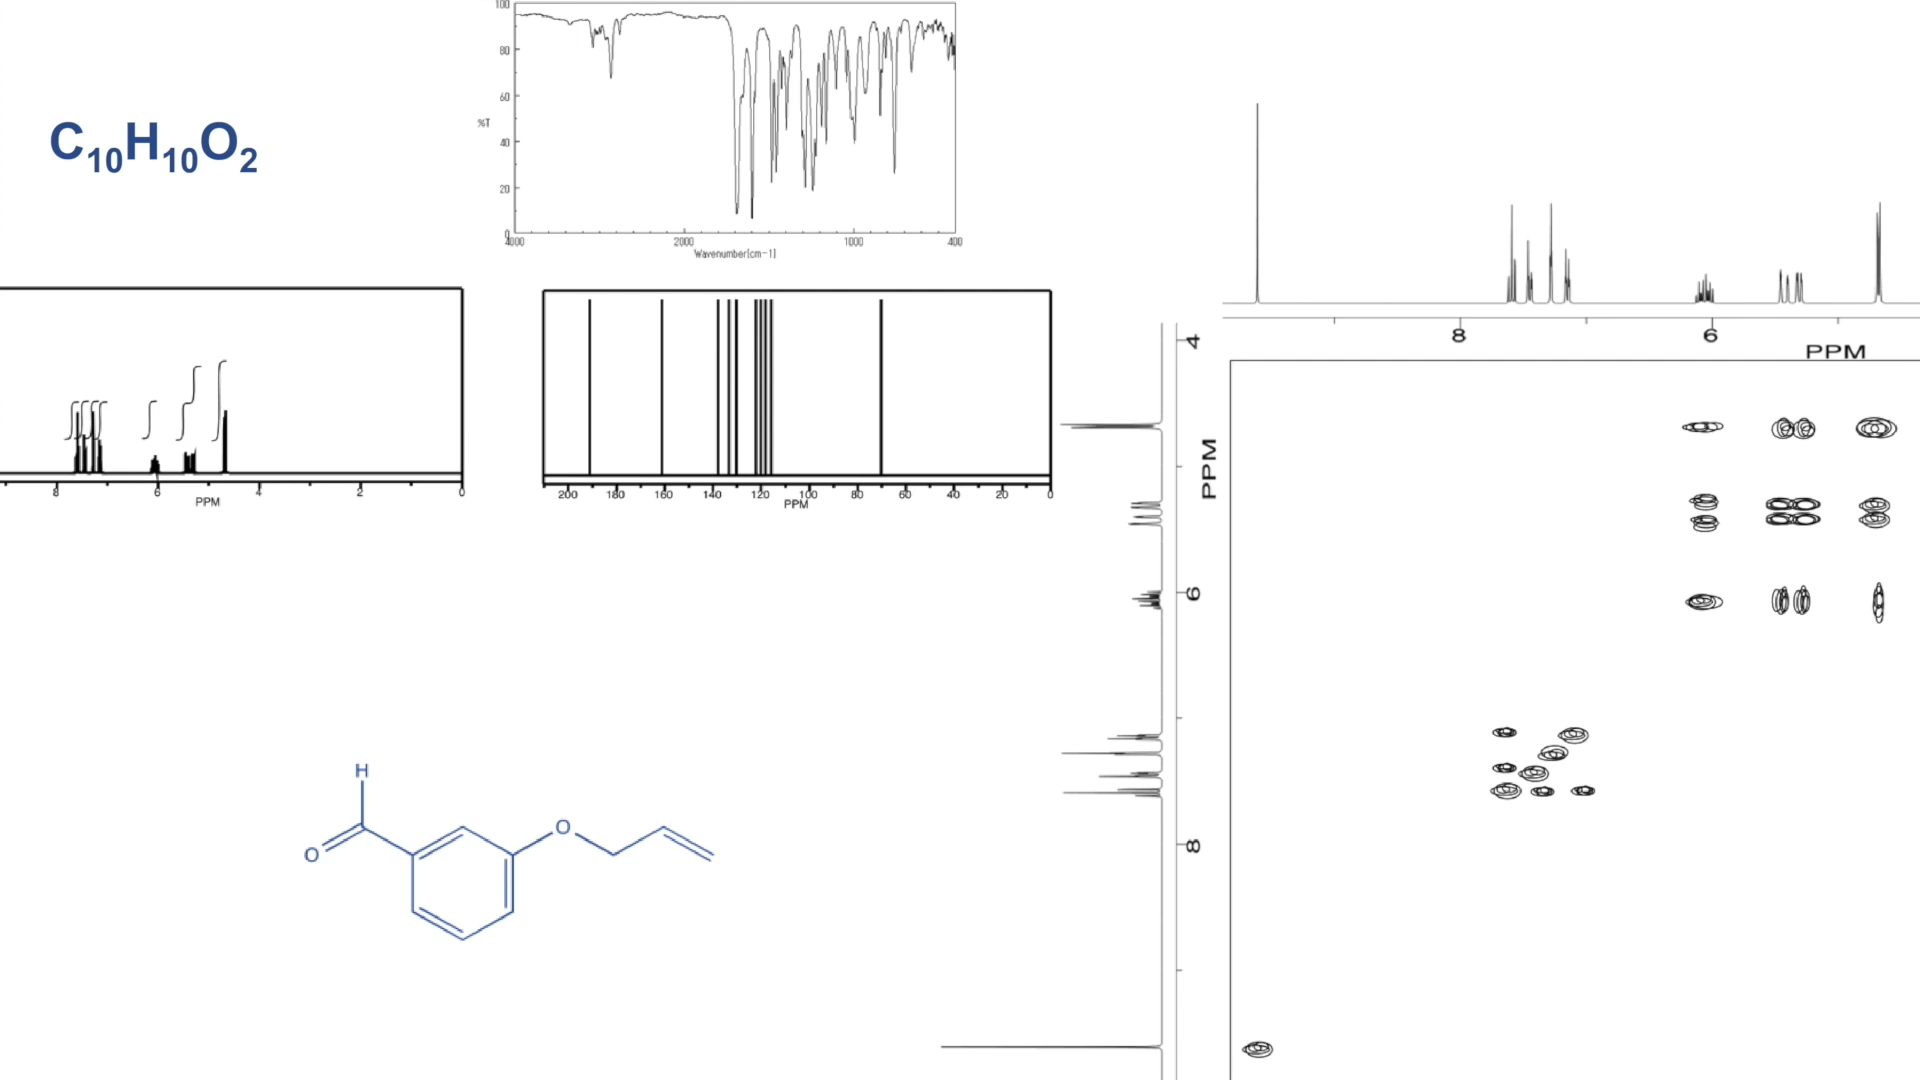 C10H10O2
100
80
60
40
20
0
%T
4000 2000 1000 400
Wavenumber[cm-1]
8 6 4 2 0
PPM
200 180 160 140 120 100 80 60 40 20 0
PPM
8 6
PPM
4
PPM
6
8
H
O
O